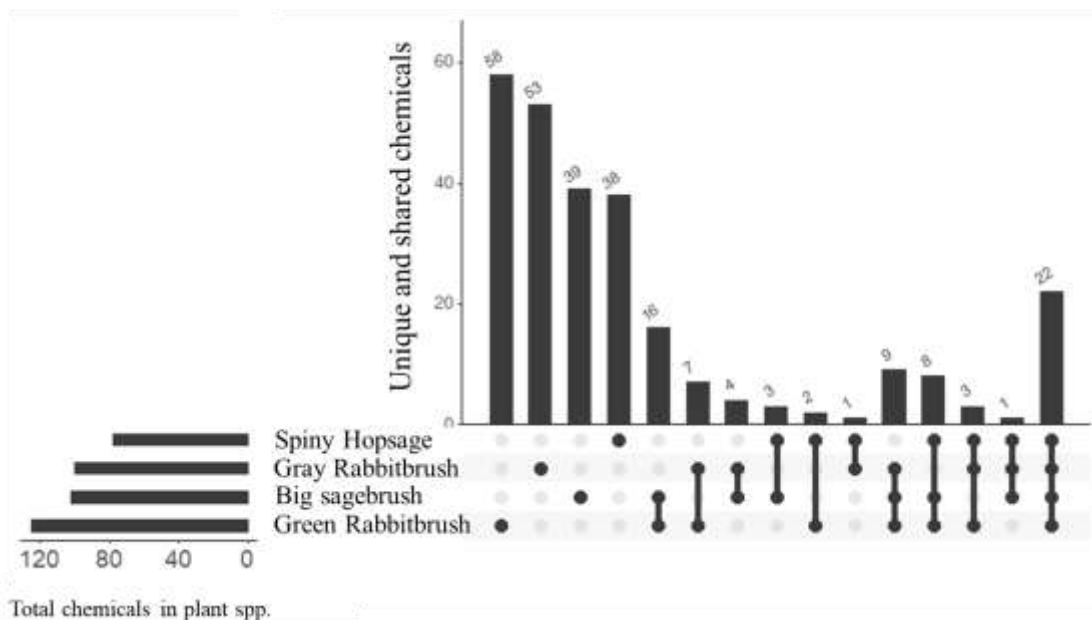 Unique and shared chemicals
60
40
20
0
58
53
39
38
16
7
4
3
2
1
9
8
3
1
22
Spiny Hopsage
Gray Rabbitbrush
Big sagebrush
Green Rabbitbrush
120 80 40 0
Total chemicals in plant spp.